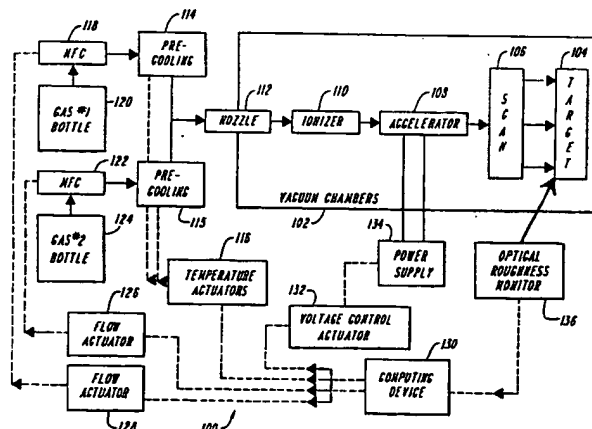 118
MFC
114
PRE-
COOLING
120
GAS #1
BOTTLE
122
MFC
124
GAS #2
BOTTLE
PRE-
COOLING
115
112
NOZZLE
110
IONIZER
108
ACCELERATOR
106
SCAN
104
TARGET
VACUUM CHAMBERS
102
134
POWER
SUPPLY
116
TEMPERATURE
ACTUATORS
132
VOLTAGE CONTROL
ACTUATOR
OPTICAL
ROUGHNESS
MONITOR
136
126
FLOW
ACTUATOR
130
COMPUTING
DEVICE
FLOW
ACTUATOR
128
100